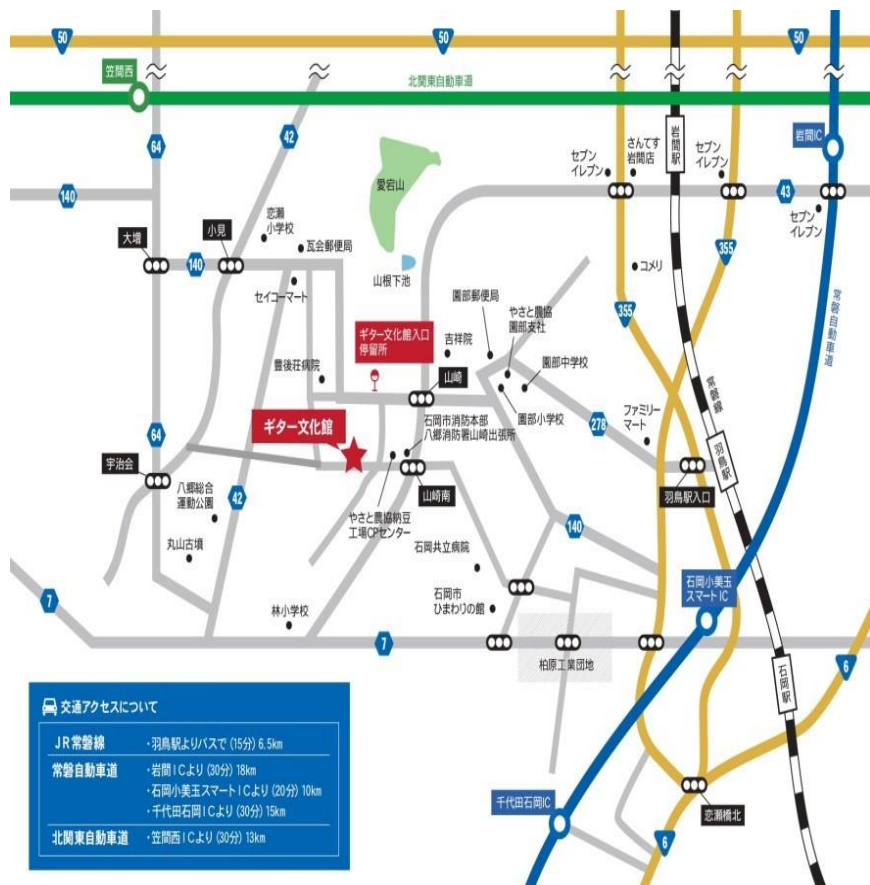 50
50
50
笠間西
北関東自動車道
64
42
岩間駅
岩間IC
愛宕山
セブン
イレブン
さんてす
岩間店
セブン
イレブン
140
43
セブン
イレブン
恋瀬
小学校
大増
小見
瓦会郵便局
140
355
山根下池
コメリ
セイコーマート
園部郵便局
やさと農協
園部支社
355
常磐自動車道
ギター文化館入口
停留所
吉祥院
園部中学校
豊後荘病院
山崎
常磐線
園部小学校
ファミリー
マート
278
ギター文化館
石岡市消防本部
八郷消防署山崎出張所
64
羽鳥駅
宇治会
八郷総合
運動公園
42
山崎南
羽鳥駅入口
やさと農協納豆
工場CPセンター
140
丸山古墳
石岡共立病院
石岡小美玉
スマートIC
7
林小学校
石岡市
ひまわりの館
7
柏原工業団地
6
石岡駅
交通アクセスについて
JR常磐線
・羽鳥駅よりバスで (15分) 6.5km
常磐自動車道
・岩間ICより (30分) 18km
・石岡小美玉スマートICより (20分) 10km
・千代田石岡ICより (30分) 15km
北関東自動車道
・笠間西ICより (30分) 13km
千代田石岡IC
恋瀬橋北
6